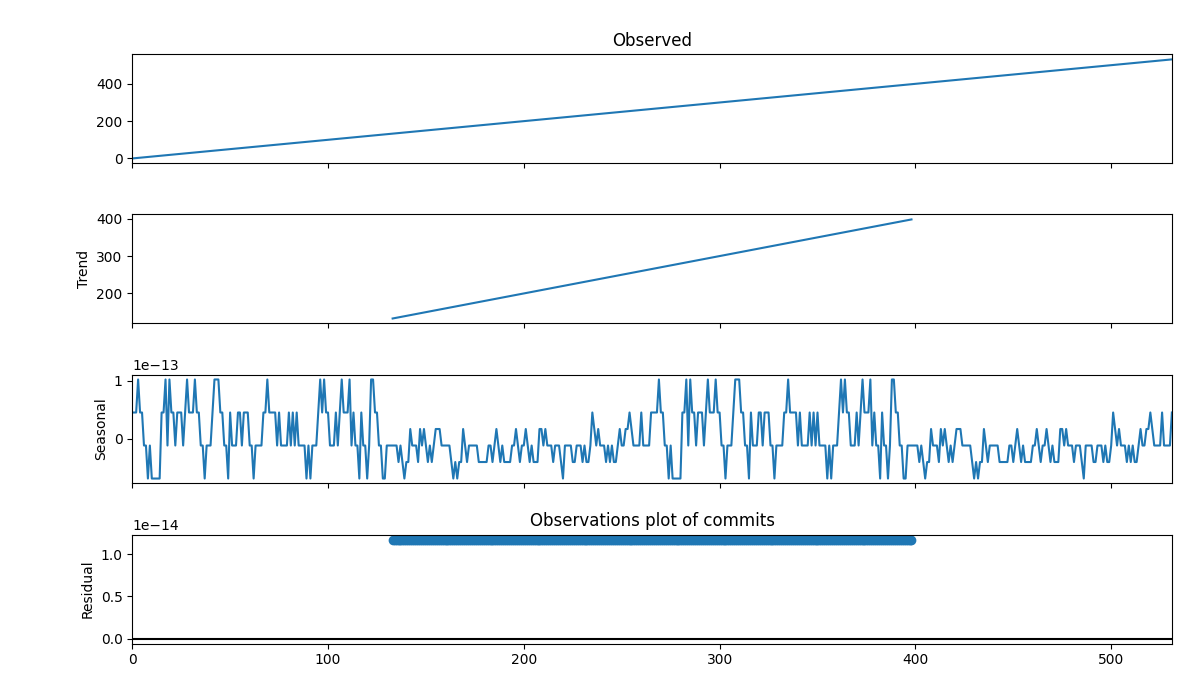 Observed
400
200
0
400
300
200
Trend
1e−13
1
0
Seasonal
Observations plot of commits
1e−14
1.0
0.5
0.0
Residual
0 100 200 300 400 500